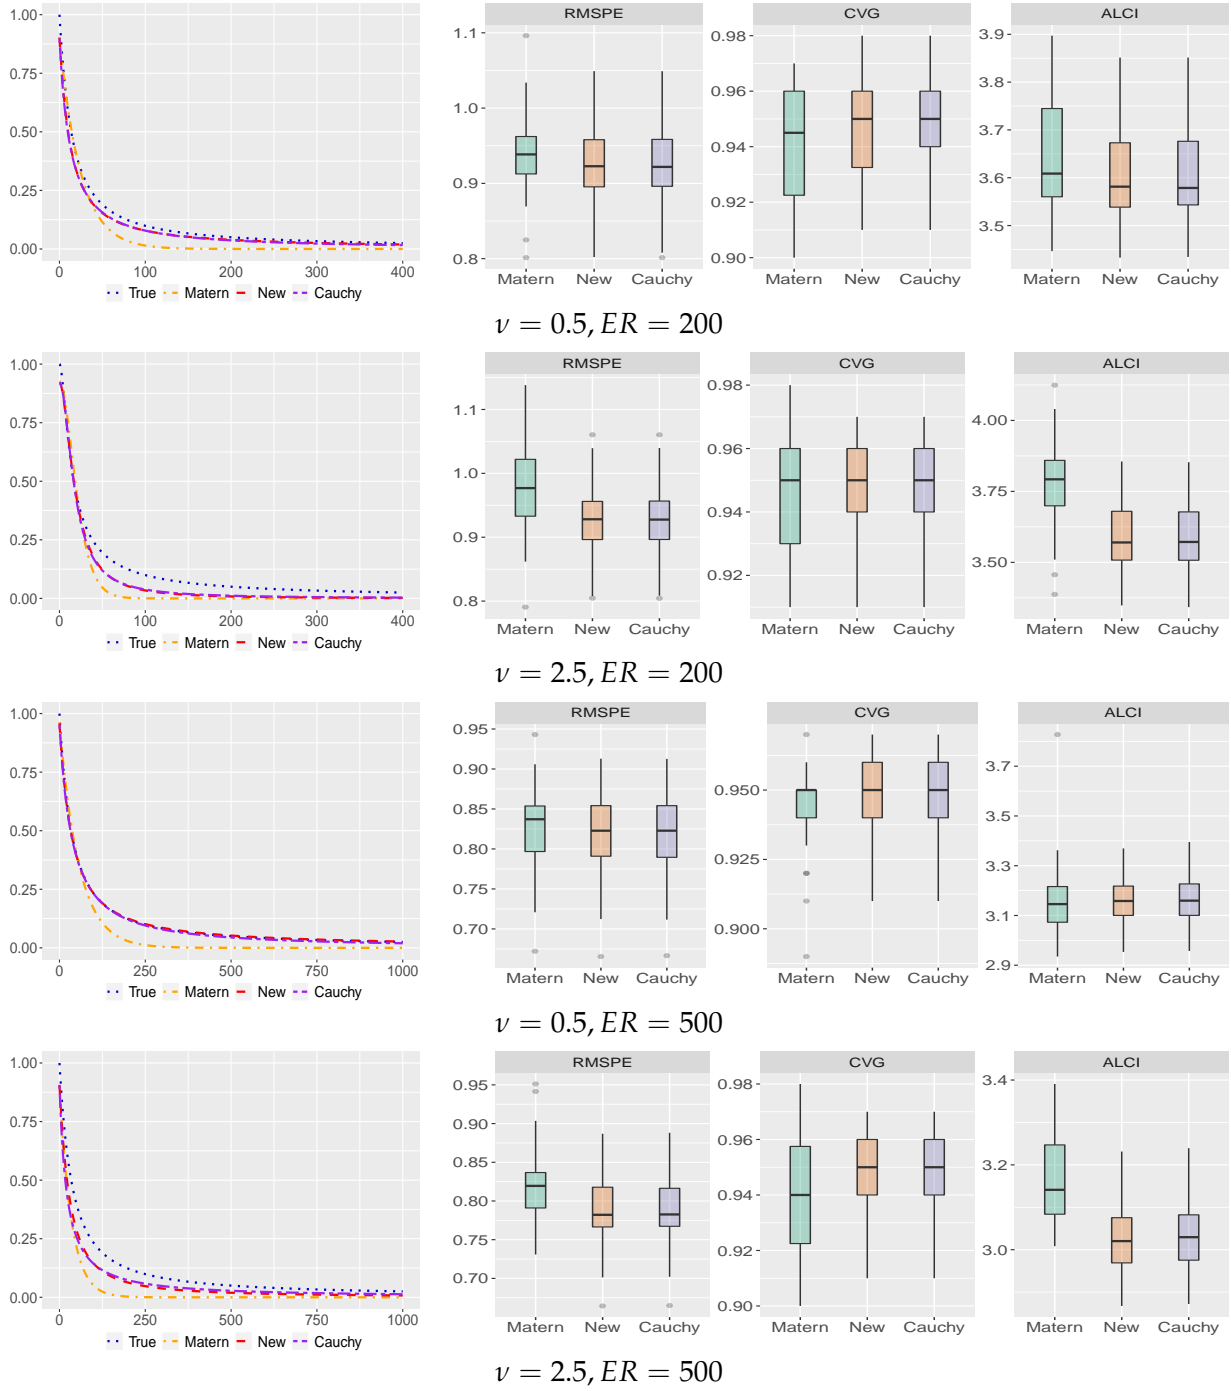 1.00
0.75
0.50
0.25
0.00
0 100 200 300 400
True Matern New Cauchy
RMSPE
1.1
1.0
0.9
0.8
Matern New Cauchy
CVG
0.98
0.96
0.94
0.92
0.90
Matern New Cauchy
ALCI
3.9
3.8
3.7
3.6
3.5
Matern New Cauchy
ν = 0.5, ER = 200
1.00
0.75
0.50
0.25
0.00
0 100 200 300 400
True Matern New Cauchy
RMSPE
1.1
1.0
0.9
0.8
Matern New Cauchy
CVG
0.98
0.96
0.94
0.92
Matern New Cauchy
ALCI
4.00
3.75
3.50
Matern New Cauchy
ν = 2.5, ER = 200
1.00
0.75
0.50
0.25
0.00
0 250 500 750 1000
True Matern New Cauchy
RMSPE
0.95
0.90
0.85
0.80
0.75
0.70
Matern New Cauchy
CVG
0.950
0.925
0.900
Matern New Cauchy
ALCI
3.7
3.5
3.3
3.1
2.9
Matern New Cauchy
ν = 0.5, ER = 500
1.00
0.75
0.50
0.25
0.00
0 250 500 750 1000
True Matern New Cauchy
RMSPE
0.95
0.90
0.85
0.80
0.75
0.70
Matern New Cauchy
CVG
0.98
0.96
0.94
0.92
0.90
Matern New Cauchy
ALCI
3.4
3.2
3.0
Matern New Cauchy
ν = 2.5, ER = 500